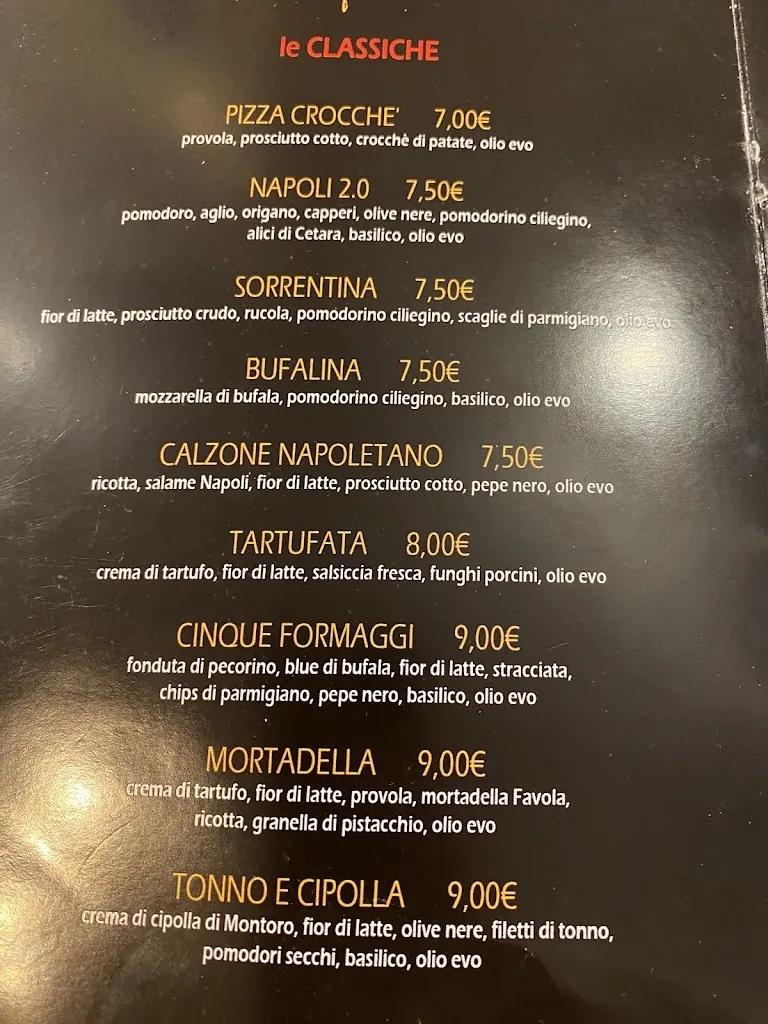 le CLASSICHE
PIZZA CROCCHE' 7,00€
provola, prosciutto cotto, crocchè di patate, olio evo
NAPOLI 2.0 7,50€
pomodoro, aglio, origano, capperi, olive nere, pomodorino ciliegino,
alici di Cetara, basilico, olio evo
SORRENTINA 7,50€
fior di latte, prosciutto crudo, rucola, pomodorino ciliegino, scaglie di parmigiano, olio evo
BUFALINA 7,50€
mozzarella di bufala, pomodorino ciliegino, basilico, olio evo
CALZONE NAPOLETANO 7,50€
ricotta, salame Napoli, fior di latte, prosciutto cotto, pepe nero, olio evo
TARTUFATA 8,00€
crema di tartufo, fior di latte, salsiccia fresca, funghi porcini, olio evo
CINQUE FORMAGGI 9,00€
fonduta di pecorino, blue di bufala, fior di latte, stracciata,
chips di parmigiano, pepe nero, basilico, olio evo
MORTADELLA 9,00€
crema di tartufo, fior di latte, provola, mortadella Favola,
ricotta, granella di pistacchio, olio evo
TONNO E CIPOLLA 9,00€
crema di cipolla di Montoro, fior di latte, olive nere, filetti di tonno,
pomodori secchi, basilico, olio evo